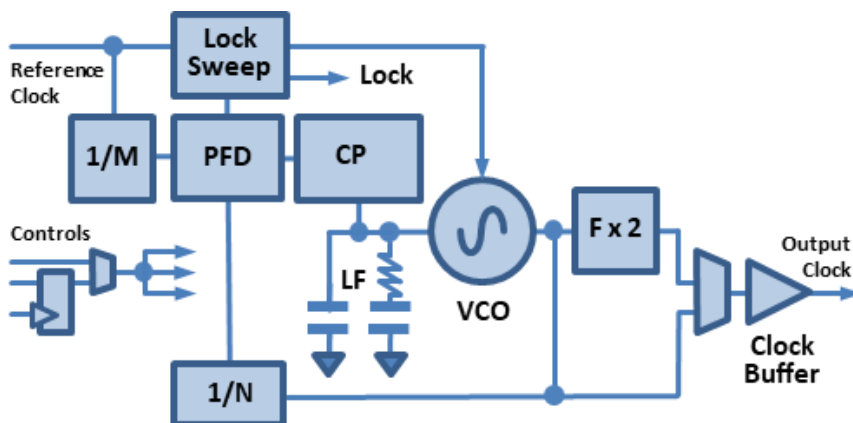 Lock
Sweep
Reference
Clock
Lock
1/M
PFD
CP
Controls
LF
VCO
F x 2
Output
Clock
1/N
Clock
Buffer